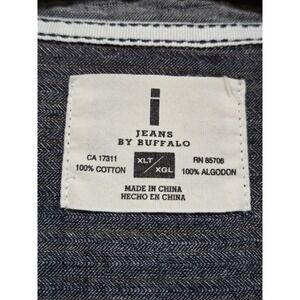 i
JEANS
BY BUFFALO
CA 17311
100% COTTON
XLT / XGL
RN 85706
100% ALGODON
MADE IN CHINA
HECHO EN CHINA